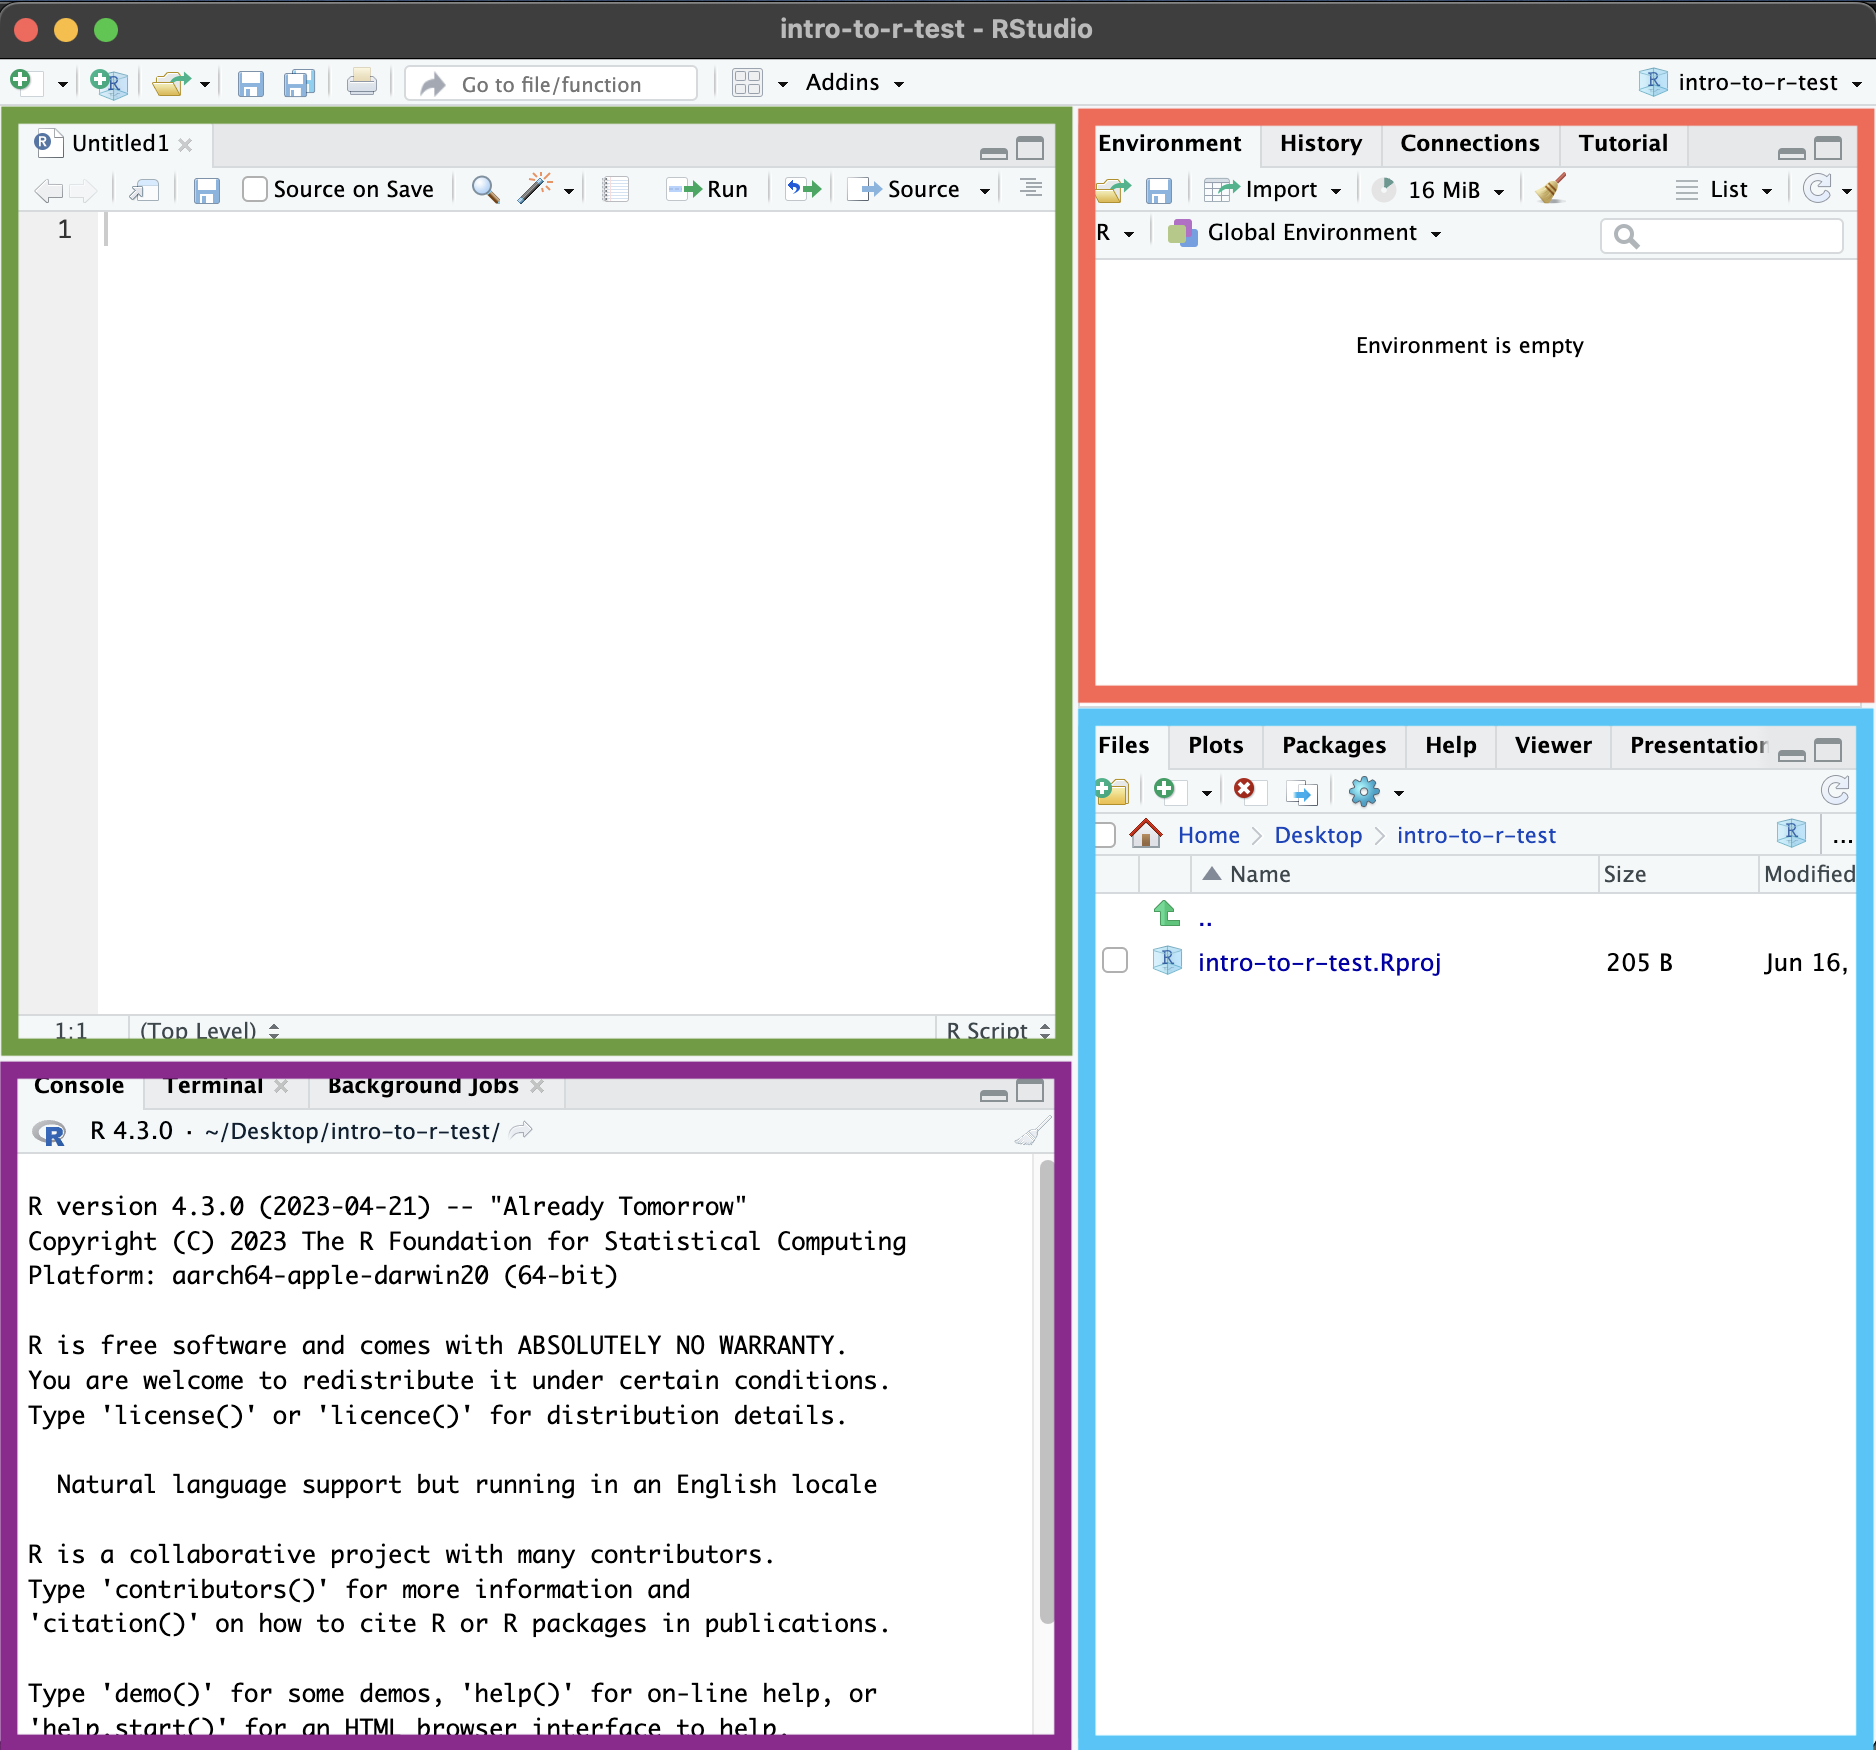 intro-to-r-test - RStudio
Go to file/function
Addins
intro-to-r-test
Untitled1
Source on Save
Run
Source
1
1:1
(Top Level)
R Script
Console
Terminal
Background Jobs
R 4.3.0 · ~/Desktop/intro-to-r-test/
R version 4.3.0 (2023-04-21) -- "Already Tomorrow"
Copyright (C) 2023 The R Foundation for Statistical Computing
Platform: aarch64-apple-darwin20 (64-bit)
R is free software and comes with ABSOLUTELY NO WARRANTY.
You are welcome to redistribute it under certain conditions.
Type 'license()' or 'licence()' for distribution details.
Natural language support but running in an English locale
R is a collaborative project with many contributors.
Type 'contributors()' for more information and
'citation()' on how to cite R or R packages in publications.
Type 'demo()' for some demos, 'help()' for on-line help, or
'help.start()' for an HTML browser interface to help.
Environment
History
Connections
Tutorial
Import
16 MiB
List
R
Global Environment
Environment is empty
Files
Plots
Packages
Help
Viewer
Presentation
Home
Desktop
intro-to-r-test
...
Name
Size
Modified
..
intro-to-r-test.Rproj
205 B
Jun 16,